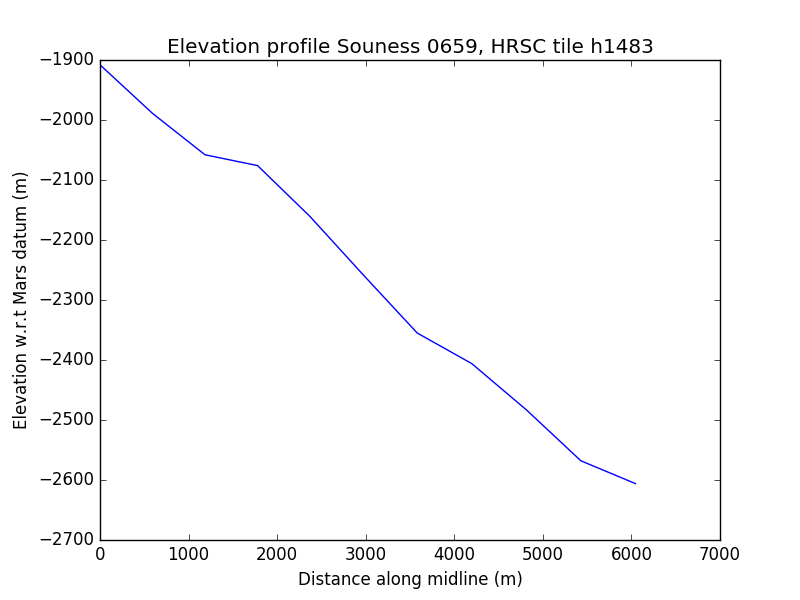 Elevation profile Souness 0659, HRSC tile h1483
−1900
−2000
−2100
−2200
−2300
−2400
−2500
−2600
−2700
Elevation w.r.t Mars datum (m)
0 1000 2000 3000 4000 5000 6000 7000
Distance along midline (m)